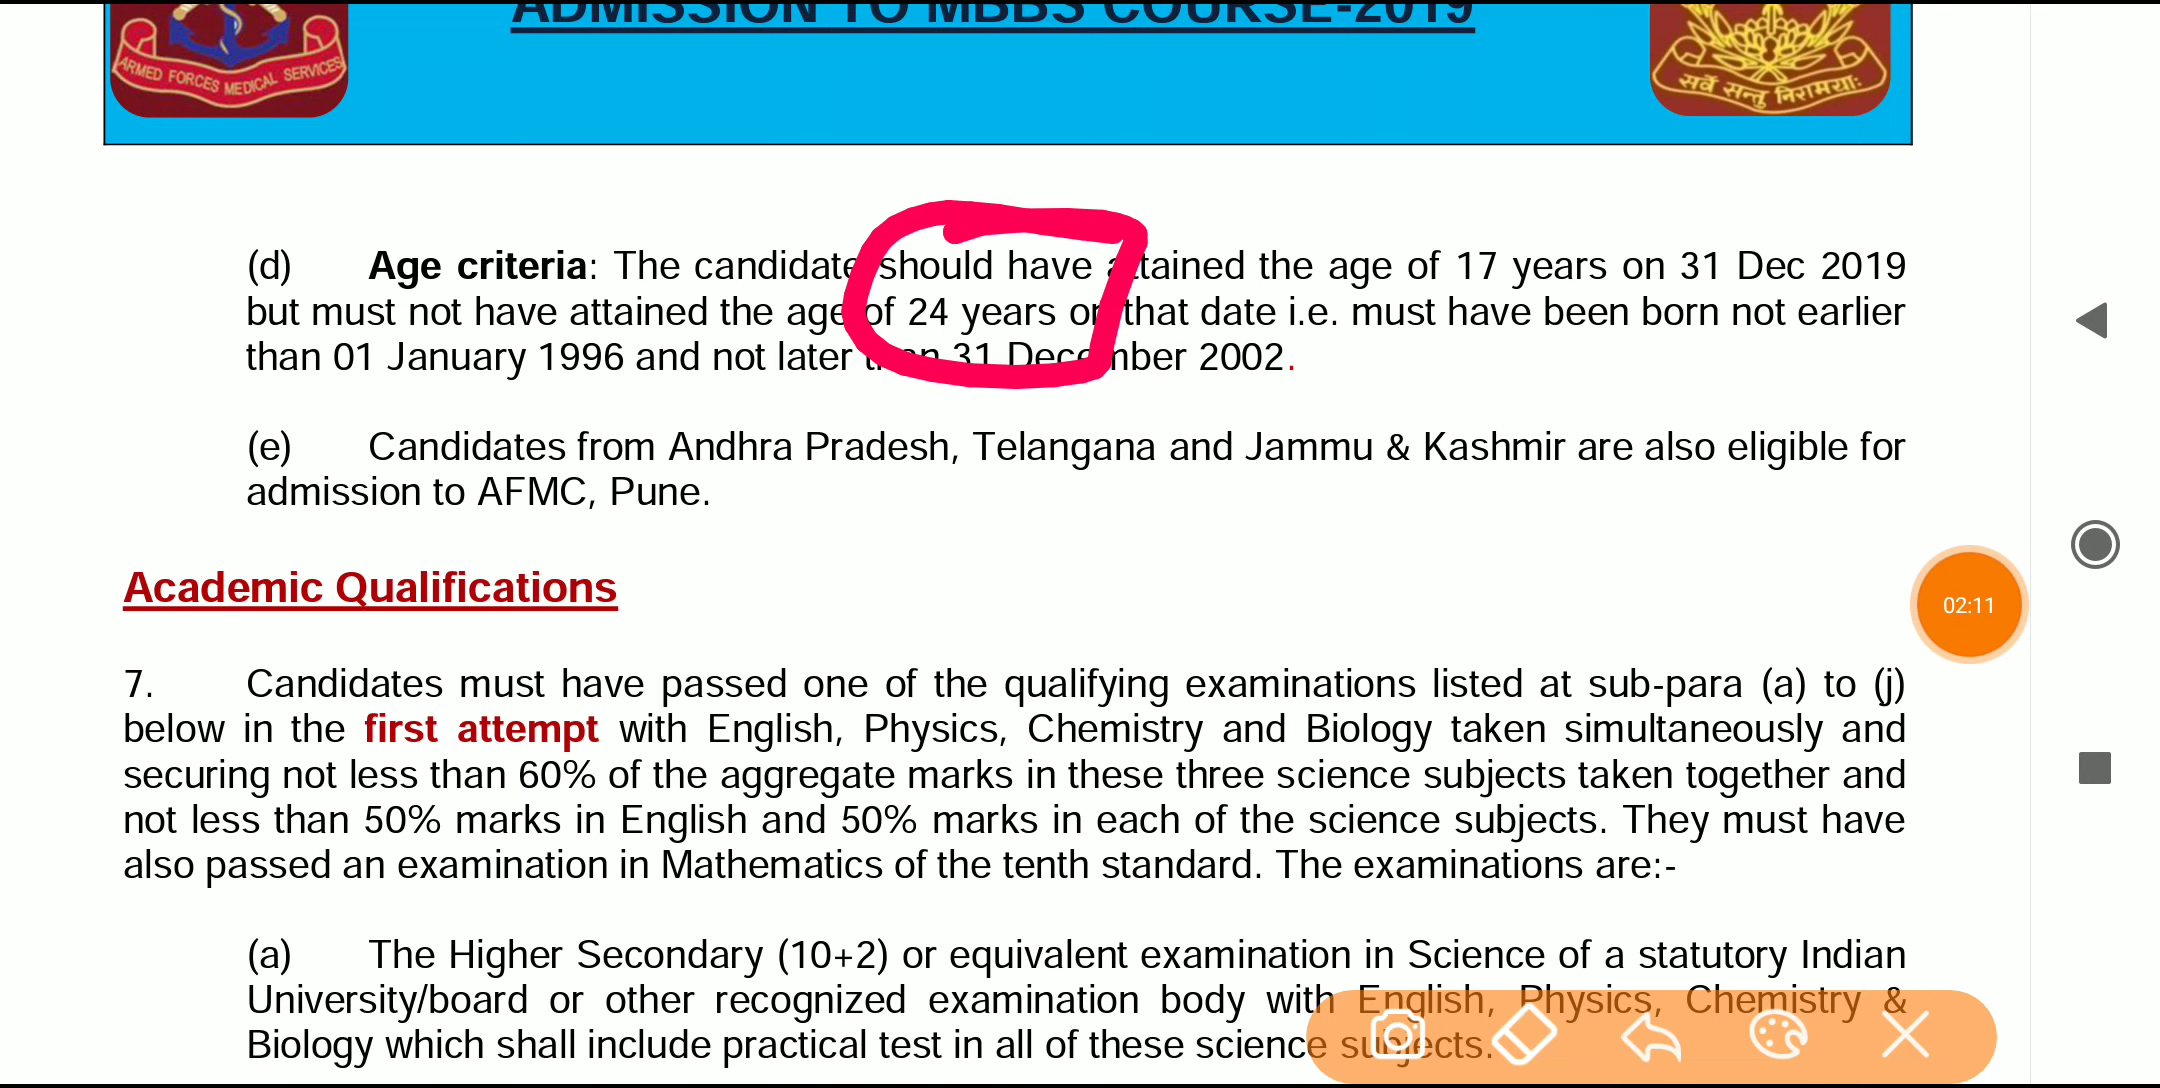 ADMISSION TO MBBS COURSE-2019
ARMED FORCES MEDICAL SERVICES
सर्वे सन्तु निरामयाः
(d) Age criteria: The candidate should have attained the age of 17 years on 31 Dec 2019
but must not have attained the age of 24 years on that date i.e. must have been born not earlier
than 01 January 1996 and not later than 31 December 2002.
(e) Candidates from Andhra Pradesh, Telangana and Jammu & Kashmir are also eligible for
admission to AFMC, Pune.
Academic Qualifications
02:11
7. Candidates must have passed one of the qualifying examinations listed at sub-para (a) to (j)
below in the first attempt with English, Physics, Chemistry and Biology taken simultaneously and
securing not less than 60% of the aggregate marks in these three science subjects taken together and
not less than 50% marks in English and 50% marks in each of the science subjects. They must have
also passed an examination in Mathematics of the tenth standard. The examinations are:-
(a) The Higher Secondary (10+2) or equivalent examination in Science of a statutory Indian
University/board or other recognized examination body with English, Physics, Chemistry &
Biology which shall include practical test in all of these science subjects.